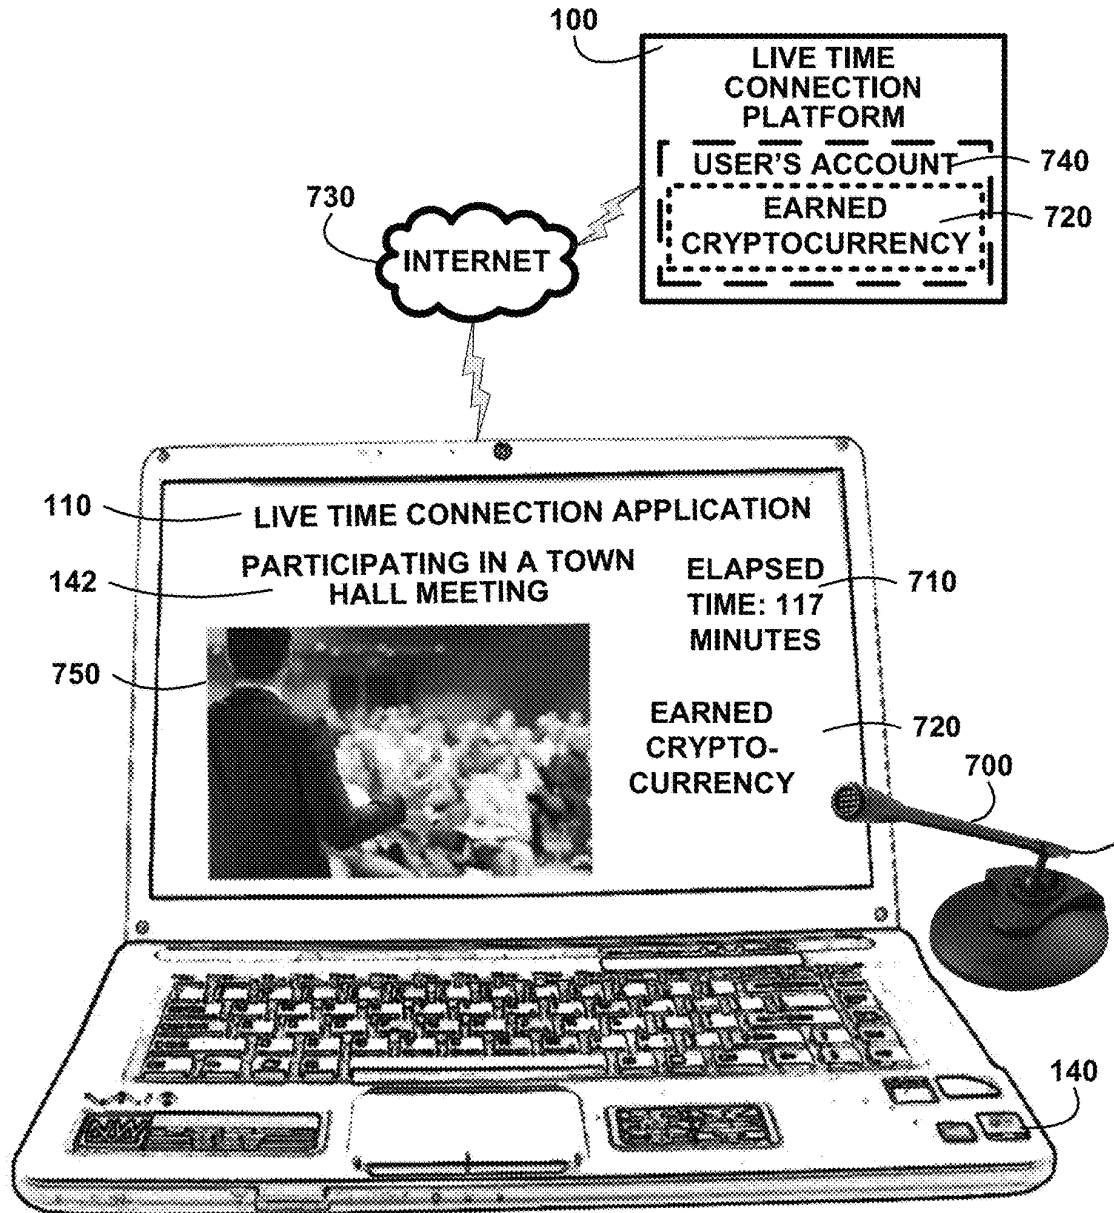 100
LIVE TIME
CONNECTION
PLATFORM
USER'S ACCOUNT
740
EARNED
CRYPTOCURRENCY
720
730
INTERNET
110
LIVE TIME CONNECTION APPLICATION
142
PARTICIPATING IN A TOWN
HALL MEETING
ELAPSED
TIME: 117
MINUTES
710
750
EARNED
CRYPTO-
CURRENCY
720
700
140